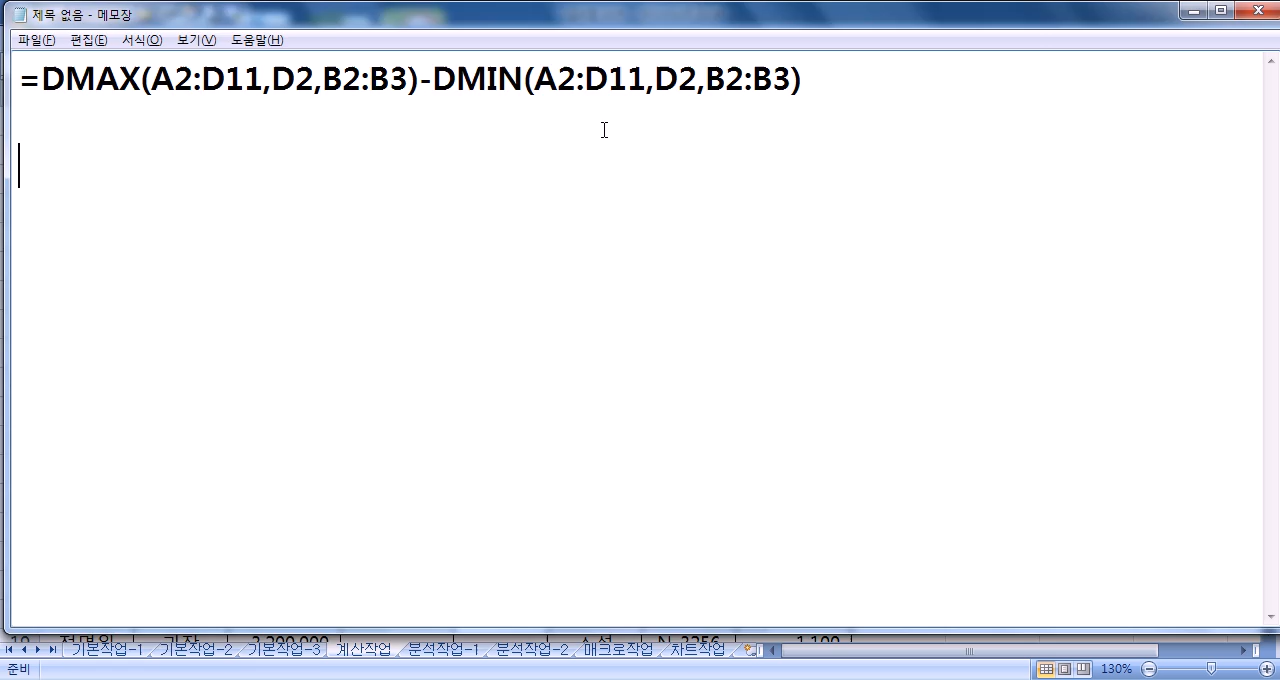 제목 없음 - 메모장
파일(F) 편집(E) 서식(O) 보기(V) 도움말(H)
=DMAX(A2:D11,D2,B2:B3)-DMIN(A2:D11,D2,B2:B3)
기본작업-1 기본작업-2 기본작업-3 계산작업 분석작업-1 분석작업-2 매크로작업 차트작업
준비 130%